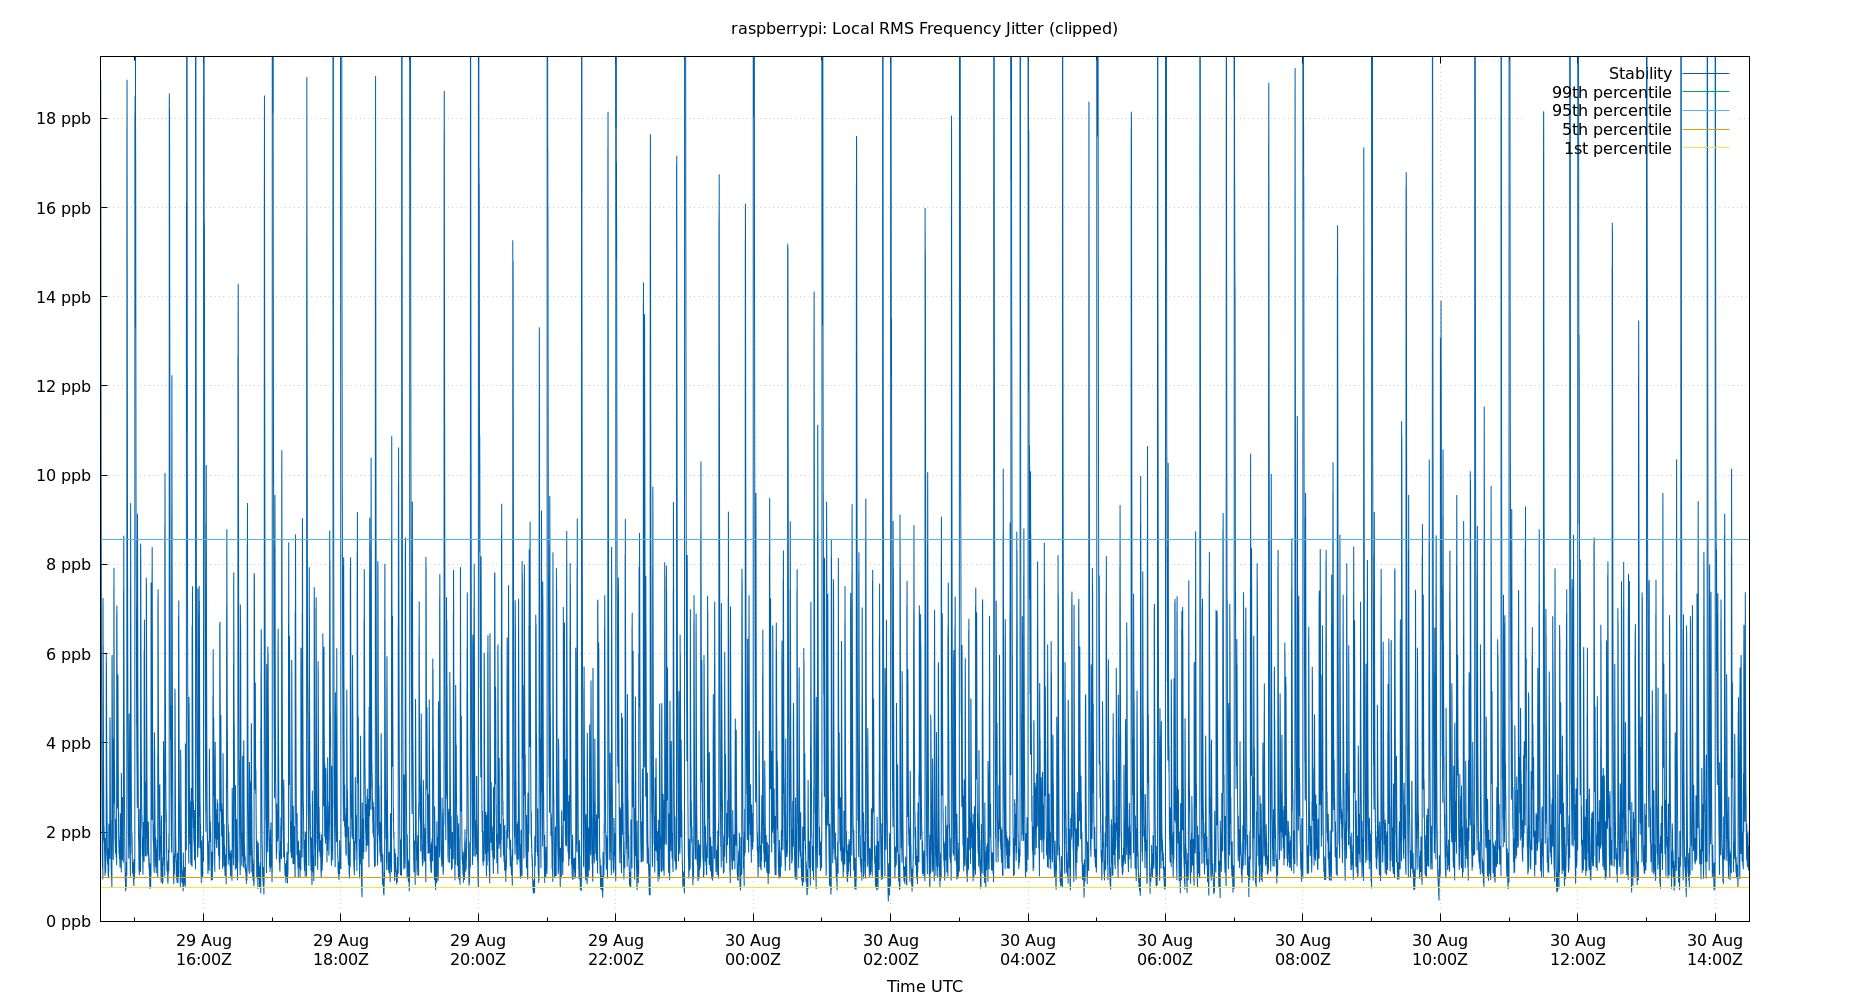 raspberrypi: Local RMS Frequency Jitter (clipped)
Stability
99th percentile
95th percentile
5th percentile
1st percentile
18 ppb
16 ppb
14 ppb
12 ppb
10 ppb
8 ppb
6 ppb
4 ppb
2 ppb
0 ppb
29 Aug 29 Aug 29 Aug 29 Aug 30 Aug 30 Aug 30 Aug 30 Aug 30 Aug 30 Aug 30 Aug 30 Aug
16:00Z 18:00Z 20:00Z 22:00Z 00:00Z 02:00Z 04:00Z 06:00Z 08:00Z 10:00Z 12:00Z 14:00Z
Time UTC